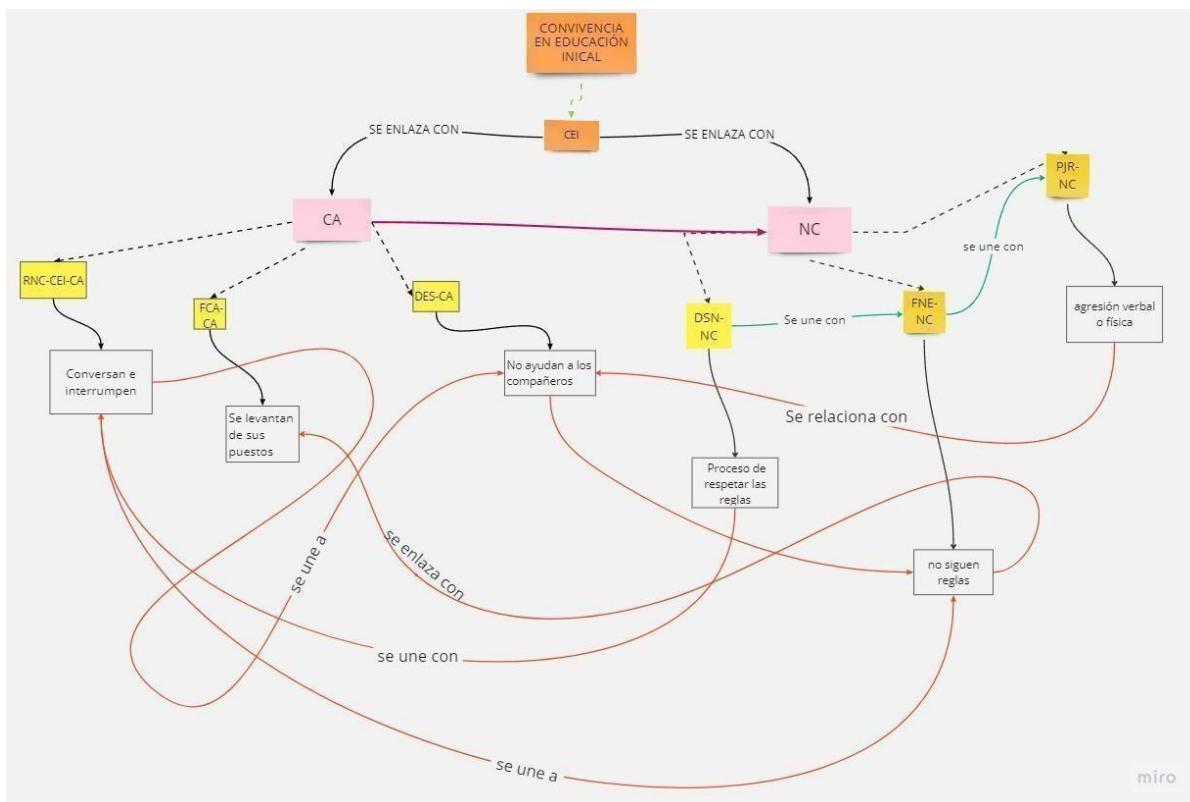 CONVIVENCIA
EN EDUCACIÓN
INICAL
CEI
SE ENLAZA CON
SE ENLAZA CON
CA
NC
PJR-
NC
RNC-CEI-CA
FCA-
CA
DES-CA
DSN-
NC
Se une con
FNE-
NC
se une con
agresión verbal
o física
Conversan e
interrumpen
Se levantan
de sus
puestos
No ayudan a los
compañeros
Se relaciona con
Proceso de
respetar las
reglas
no siguen
reglas
se une a
se enlaza con
se une con
se une a
miro